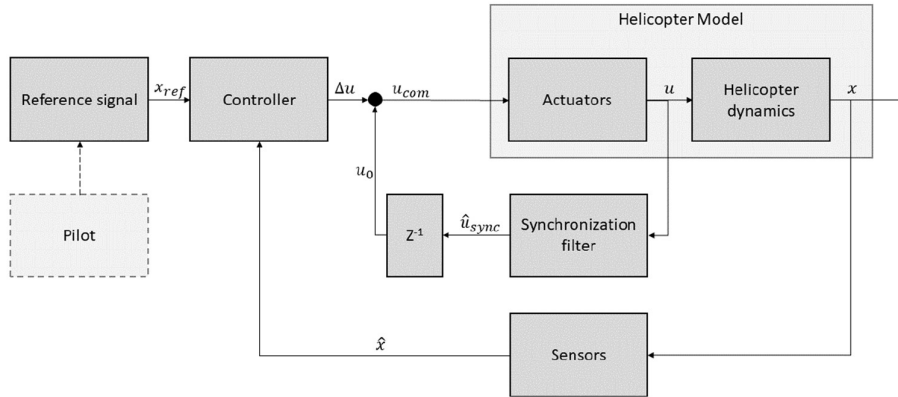 Helicopter Model
Reference signal
x_ref
Controller
Δu
u_com
Actuators
u
Helicopter
dynamics
x
u_0
Pilot
Z⁻¹
û_sync
Synchronization
filter
x̂
Sensors